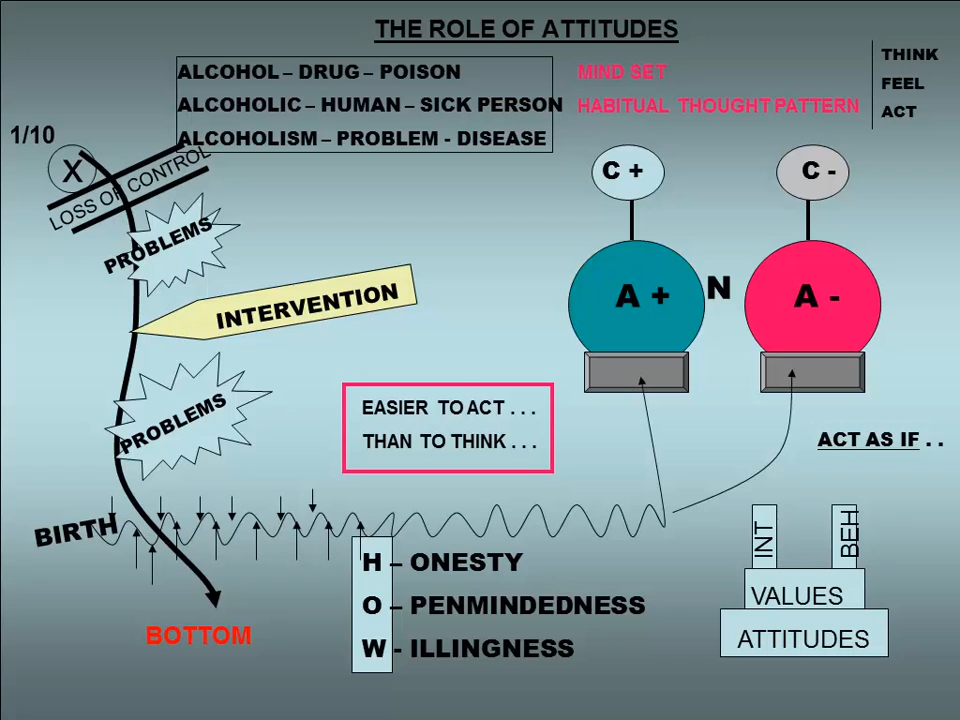 THE ROLE OF ATTITUDES
ALCOHOL – DRUG – POISON
ALCOHOLIC – HUMAN – SICK PERSON
ALCOHOLISM – PROBLEM - DISEASE
MIND SET
HABITUAL THOUGHT PATTERN
THINK
FEEL
ACT
1/10
X
LOSS OF CONTROL
PROBLEMS
INTERVENTION
PROBLEMS
C +
C -
A +
N
A -
EASIER TO ACT . . .
THAN TO THINK . . .
ACT AS IF . .
BIRTH
BOTTOM
H – ONESTY
O – PENMINDEDNESS
W - ILLINGNESS
INT
BEH
VALUES
ATTITUDES